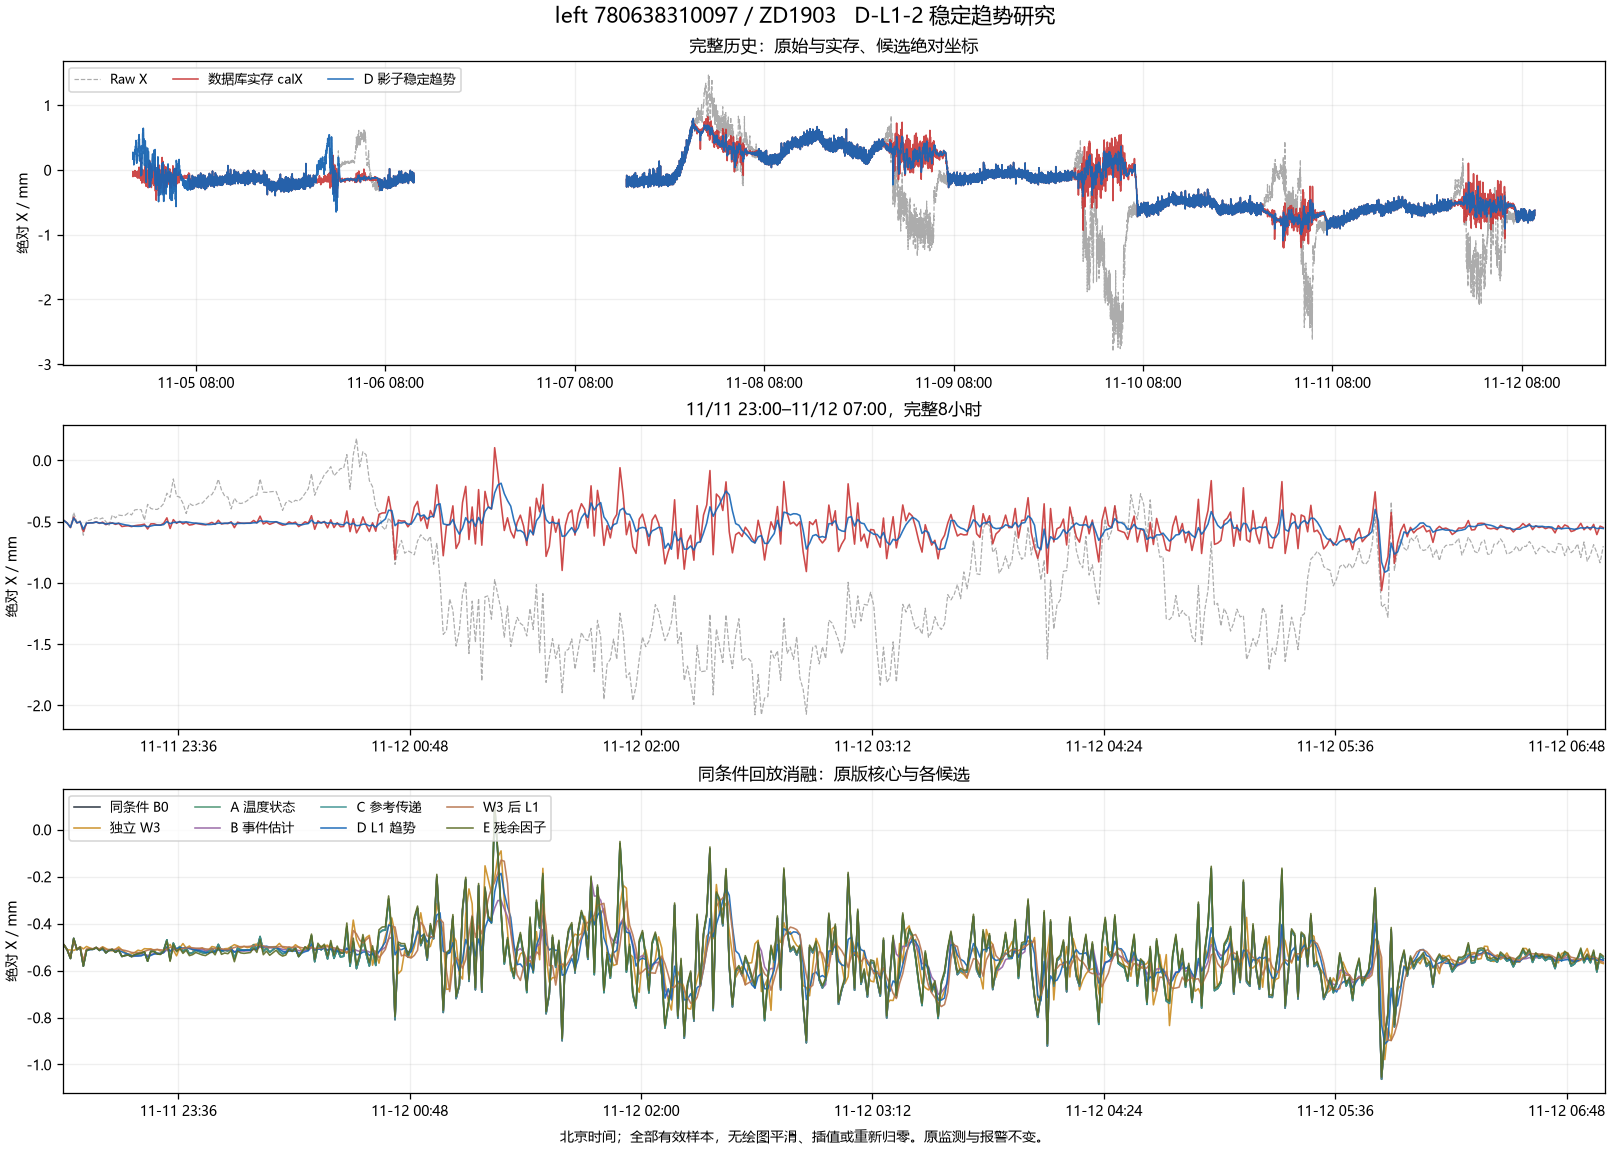 left 780638310097 / ZD1903   D-L1-2 稳定趋势研究
完整历史：原始与实存、候选绝对坐标
Raw X   数据库实存 calX   D 影子稳定趋势
绝对 X / mm
1
0
-1
-2
-3
11-05 08:00   11-06 08:00   11-07 08:00   11-08 08:00   11-09 08:00   11-10 08:00   11-11 08:00   11-12 08:00
11/11 23:00–11/12 07:00，完整8小时
绝对 X / mm
0.0
-0.5
-1.0
-1.5
-2.0
11-11 23:36   11-12 00:48   11-12 02:00   11-12 03:12   11-12 04:24   11-12 05:36   11-12 06:48
同条件回放消融：原版核心与各候选
同条件 B0   A 温度状态   C 参考传递   W3 后 L1
独立 W3   B 事件估计   D L1 趋势   E 残余因子
绝对 X / mm
0.0
-0.2
-0.4
-0.6
-0.8
-1.0
11-11 23:36   11-12 00:48   11-12 02:00   11-12 03:12   11-12 04:24   11-12 05:36   11-12 06:48
北京时间；全部有效样本，无绘图平滑、插值或重新归零。原监测与报警不变。